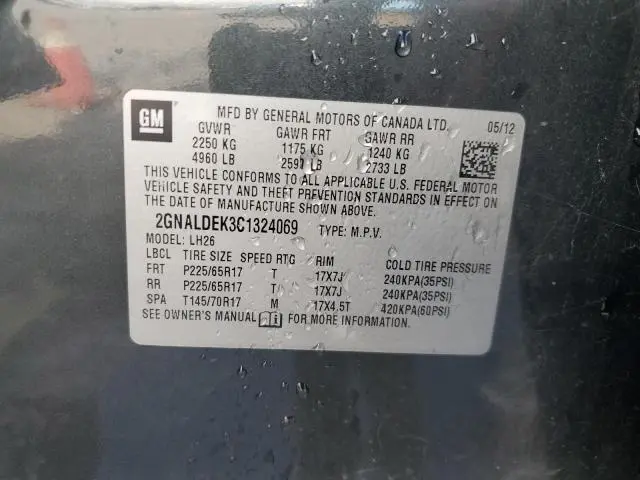 GM
MFD BY GENERAL MOTORS OF CANADA LTD. 05/12
GVWR GAWR FRT GAWR RR
2250 KG 1175 KG 1240 KG
4960 LB 2591 LB 2733 LB
THIS VEHICLE CONFORMS TO ALL APPLICABLE U.S. FEDERAL MOTOR
VEHICLE SAFETY AND THEFT PREVENTION STANDARDS IN EFFECT ON
THE DATE OF MANUFACTURE SHOWN ABOVE.
2GNALDEK3C1324069 TYPE: M.P.V.
MODEL: LH26
LBCL TIRE SIZE SPEED RTG RIM COLD TIRE PRESSURE
FRT P225/65R17 T 17X7J 240KPA(35PSI)
RR P225/65R17 T 17X7J 240KPA(35PSI)
SPA T145/70R17 M 17X4.5T 420KPA(60PSI)
SEE OWNER'S MANUAL FOR MORE INFORMATION.